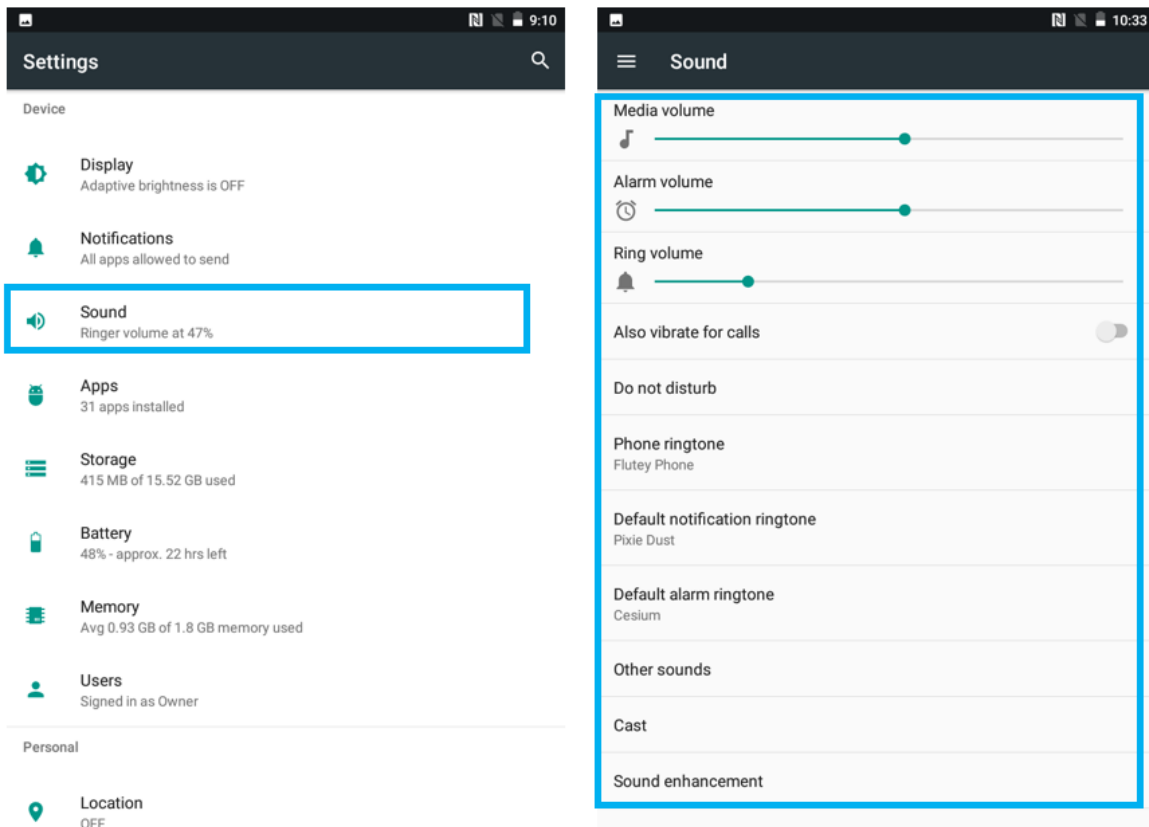 9:10
Settings
Device
Display
Adaptive brightness is OFF
Notifications
All apps allowed to send
Sound
Ringer volume at 47%
Apps
31 apps installed
Storage
415 MB of 15.52 GB used
Battery
48% - approx. 22 hrs left
Memory
Avg 0.93 GB of 1.8 GB memory used
Users
Signed in as Owner
Personal
Location
OFF
10:33
Sound
Media volume
Alarm volume
Ring volume
Also vibrate for calls
Do not disturb
Phone ringtone
Flutey Phone
Default notification ringtone
Pixie Dust
Default alarm ringtone
Cesium
Other sounds
Cast
Sound enhancement